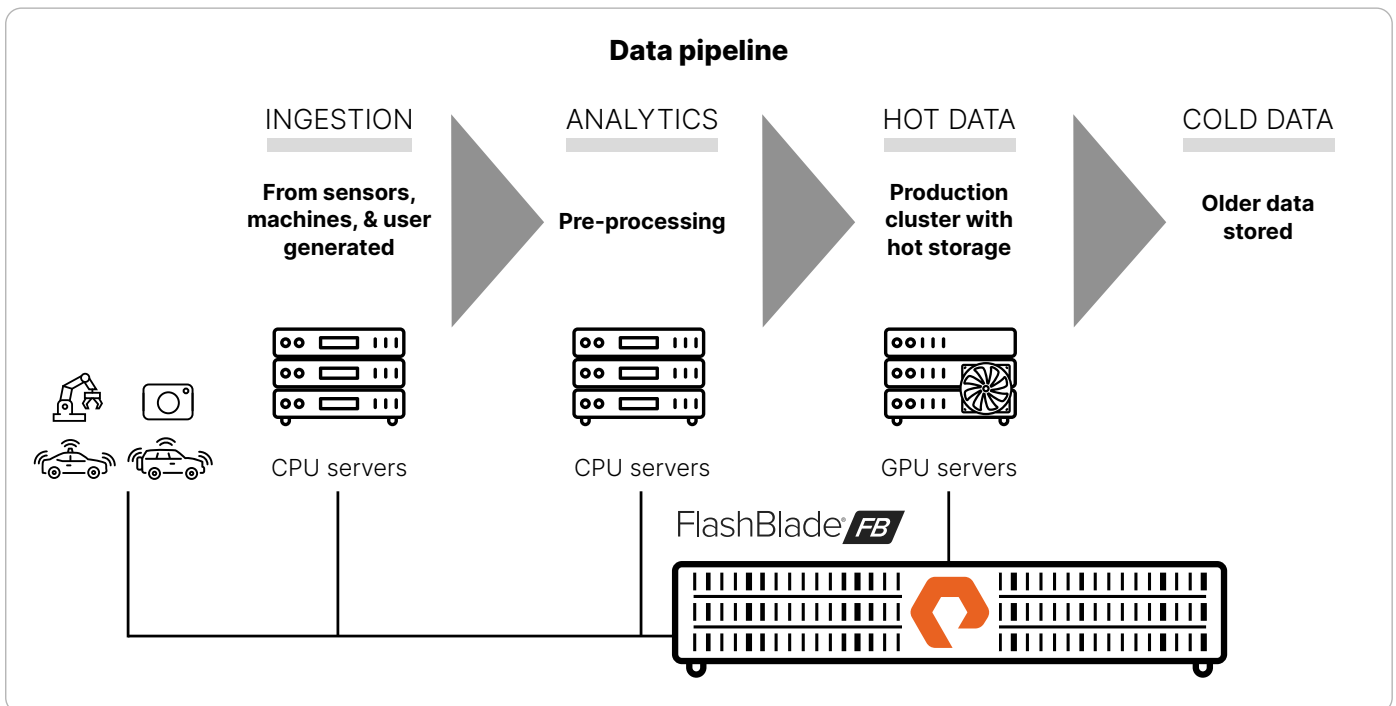 Data pipeline
INGESTION
From sensors,
machines, & user
generated
ANALYTICS
Pre-processing
HOT DATA
Production
cluster with
hot storage
COLD DATA
Older data
stored
CPU servers
CPU servers
GPU servers
FlashBlade® FB